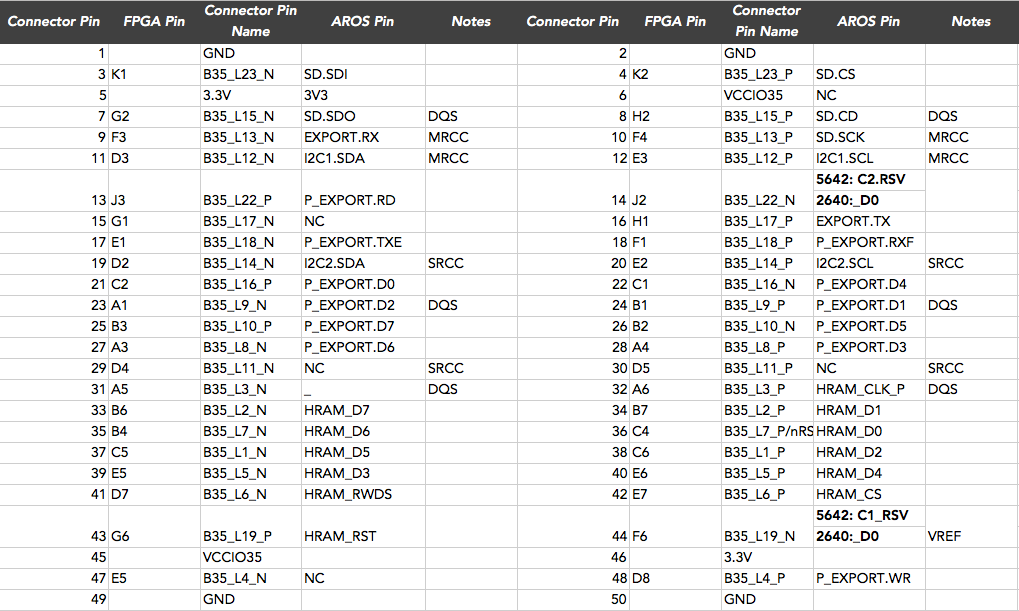 Connector Pin FPGA Pin Connector Pin Name AROS Pin Notes Connector Pin FPGA Pin Connector Pin Name AROS Pin Notes
1 GND 2 GND
3 K1 B35_L23_N SD.SDI 4 K2 B35_L23_P SD.CS
5 3.3V 3V3 6 VCCIO35 NC
7 G2 B35_L15_N SD.SDO DQS 8 H2 B35_L15_P SD.CD DQS
9 F3 B35_L13_N EXPORT.RX MRCC 10 F4 B35_L13_P SD.SCK MRCC
11 D3 B35_L12_N I2C1.SDA MRCC 12 E3 B35_L12_P I2C1.SCL MRCC
5642: C2.RSV
13 J3 B35_L22_P P_EXPORT.RD 14 J2 B35_L22_N 2640:_D0
15 G1 B35_L17_N NC 16 H1 B35_L17_P EXPORT.TX
17 E1 B35_L18_N P_EXPORT.TXE 18 F1 B35_L18_P P_EXPORT.RXF
19 D2 B35_L14_N I2C2.SDA SRCC 20 E2 B35_L14_P I2C2.SCL SRCC
21 C2 B35_L16_P P_EXPORT.D0 22 C1 B35_L16_N P_EXPORT.D4
23 A1 B35_L9_N P_EXPORT.D2 DQS 24 B1 B35_L9_P P_EXPORT.D1 DQS
25 B3 B35_L10_P P_EXPORT.D7 26 B2 B35_L10_N P_EXPORT.D5
27 A3 B35_L8_N P_EXPORT.D6 28 A4 B35_L8_P P_EXPORT.D3
29 D4 B35_L11_N NC SRCC 30 D5 B35_L11_P NC SRCC
31 A5 B35_L3_N _ DQS 32 A6 B35_L3_P HRAM_CLK_P DQS
33 B6 B35_L2_N HRAM_D7 34 B7 B35_L2_P HRAM_D1
35 B4 B35_L7_N HRAM_D6 36 C4 B35_L7_P/nRS HRAM_D0
37 C5 B35_L1_N HRAM_D5 38 C6 B35_L1_P HRAM_D2
39 E5 B35_L5_N HRAM_D3 40 E6 B35_L5_P HRAM_D4
41 D7 B35_L6_N HRAM_RWDS 42 E7 B35_L6_P HRAM_CS
5642: C1_RSV
43 G6 B35_L19_P HRAM_RST 44 F6 B35_L19_N 2640:_D0 VREF
45 VCCIO35 46 3.3V
47 E5 B35_L4_N NC 48 D8 B35_L4_P P_EXPORT.WR
49 GND 50 GND